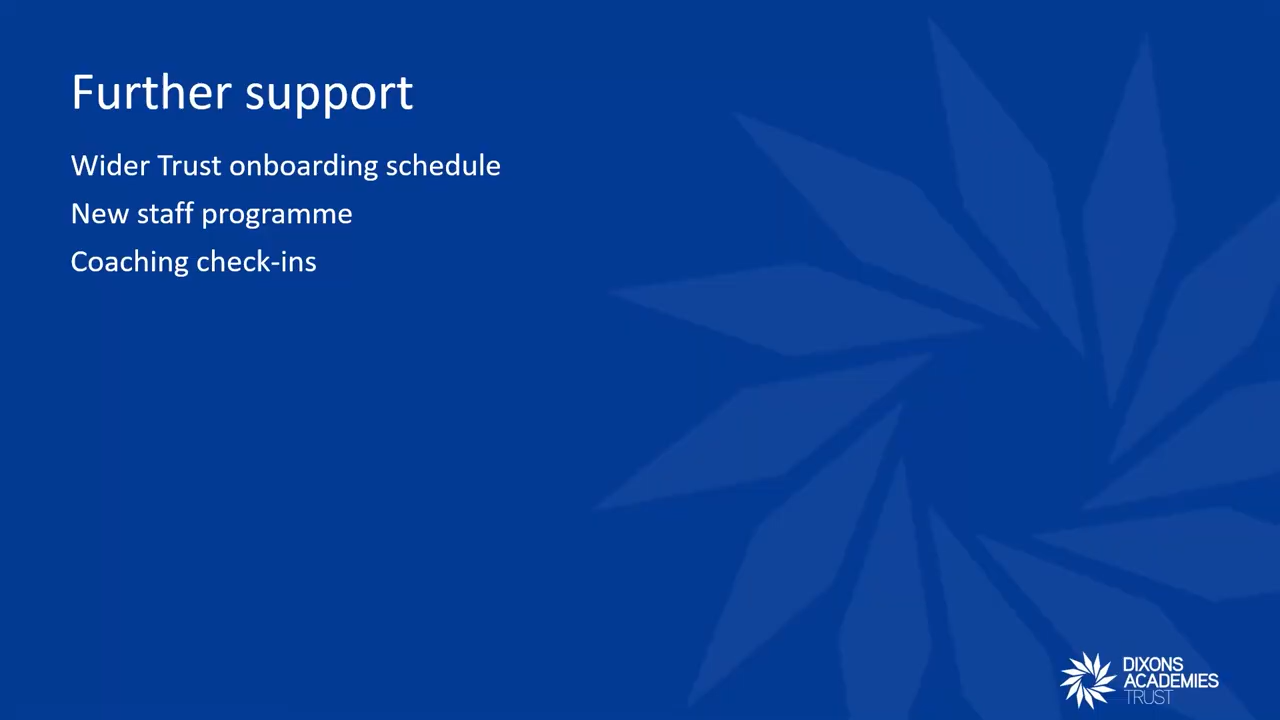 Further support
Wider Trust onboarding schedule
New staff programme
Coaching check-ins
DIXONS
ACADEMIES
TRUST